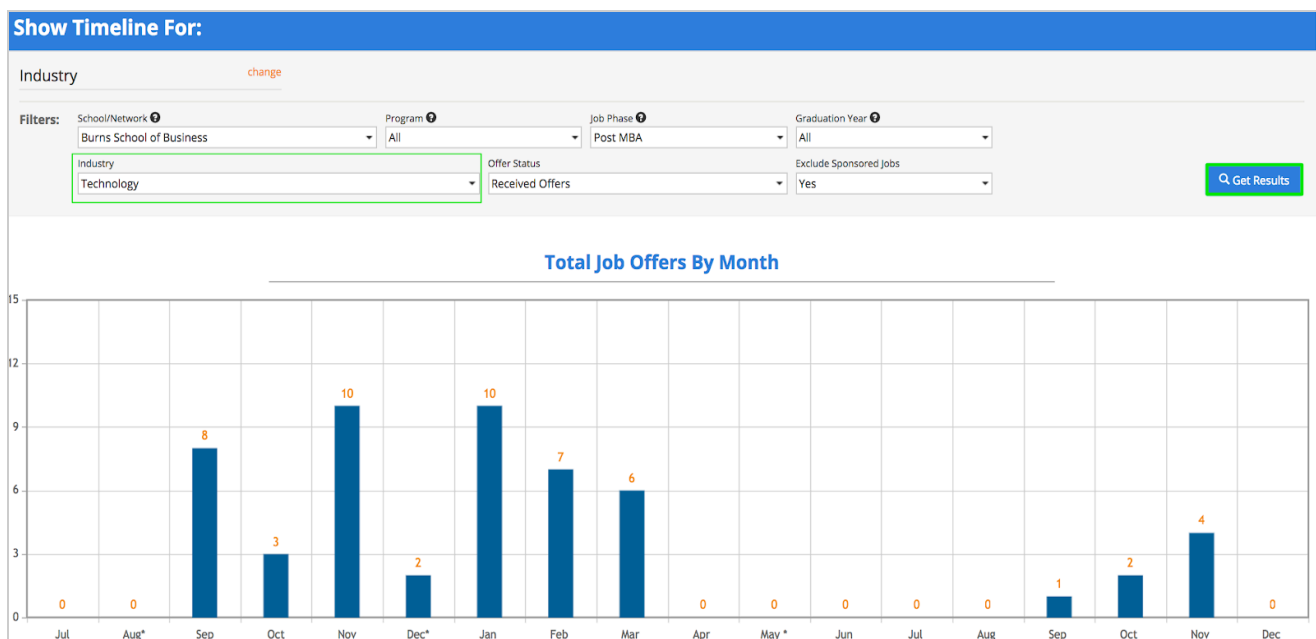 Show Timeline For:
Industry change
Filters: School/Network ? Program ? Job Phase ? Graduation Year ?
Burns School of Business All Post MBA All
Industry Offer Status Exclude Sponsored Jobs
Technology Received Offers Yes Get Results
Total Job Offers By Month
15
12
10 10
9
8
7
6
6
4
3
3
2 2
1
0 0 0 0 0 0 0 0
0
Jul Aug* Sep Oct Nov Dec* Jan Feb Mar Apr May * Jun Jul Aug Sep Oct Nov Dec